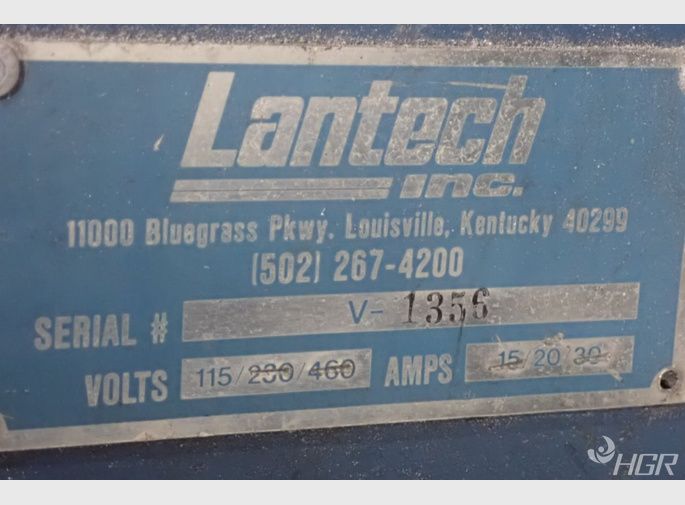 Lantech
inc.
11000 Bluegrass Pkwy. Louisville, Kentucky 40299
(502) 267-4200
SERIAL # V- 1356
VOLTS 115/230/460 AMPS 15/20/30
HGR